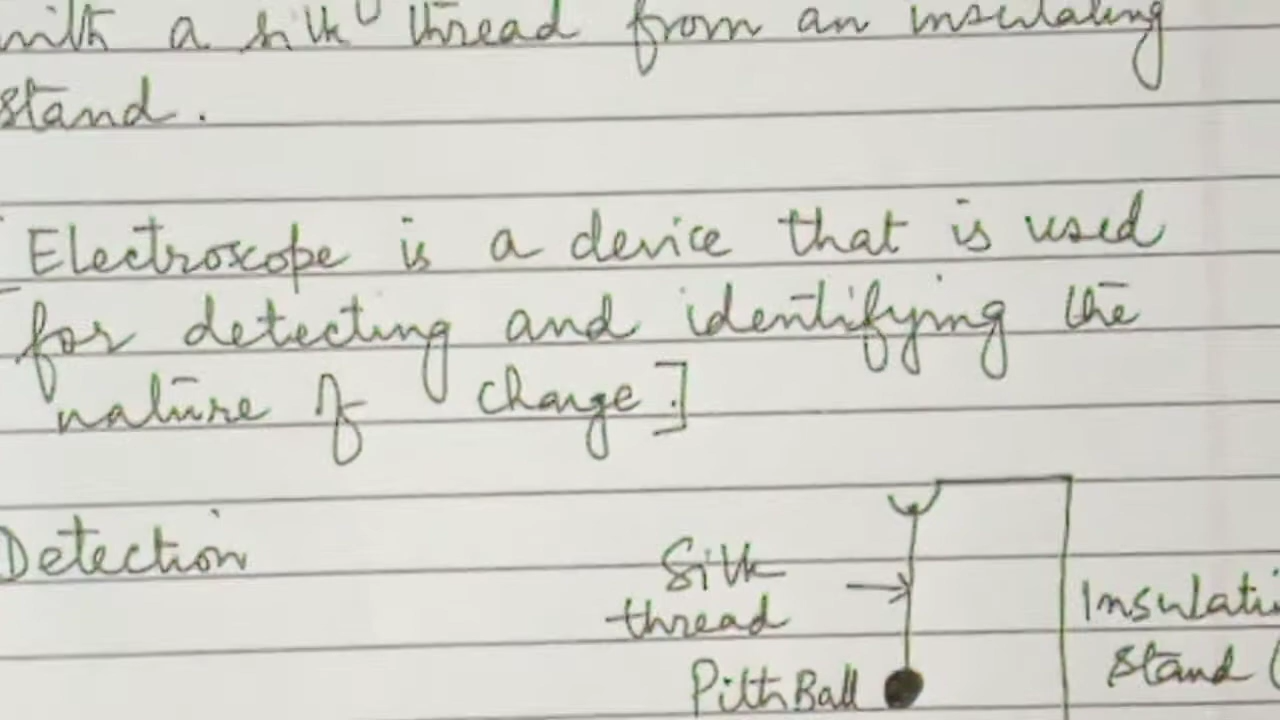 with a silk thread from an insulating
stand.
[Electroscope is a device that is used
for detecting and identifying the
nature of charge.]
Detection
Silk
thread
Insulati
stand (
Pith Ball